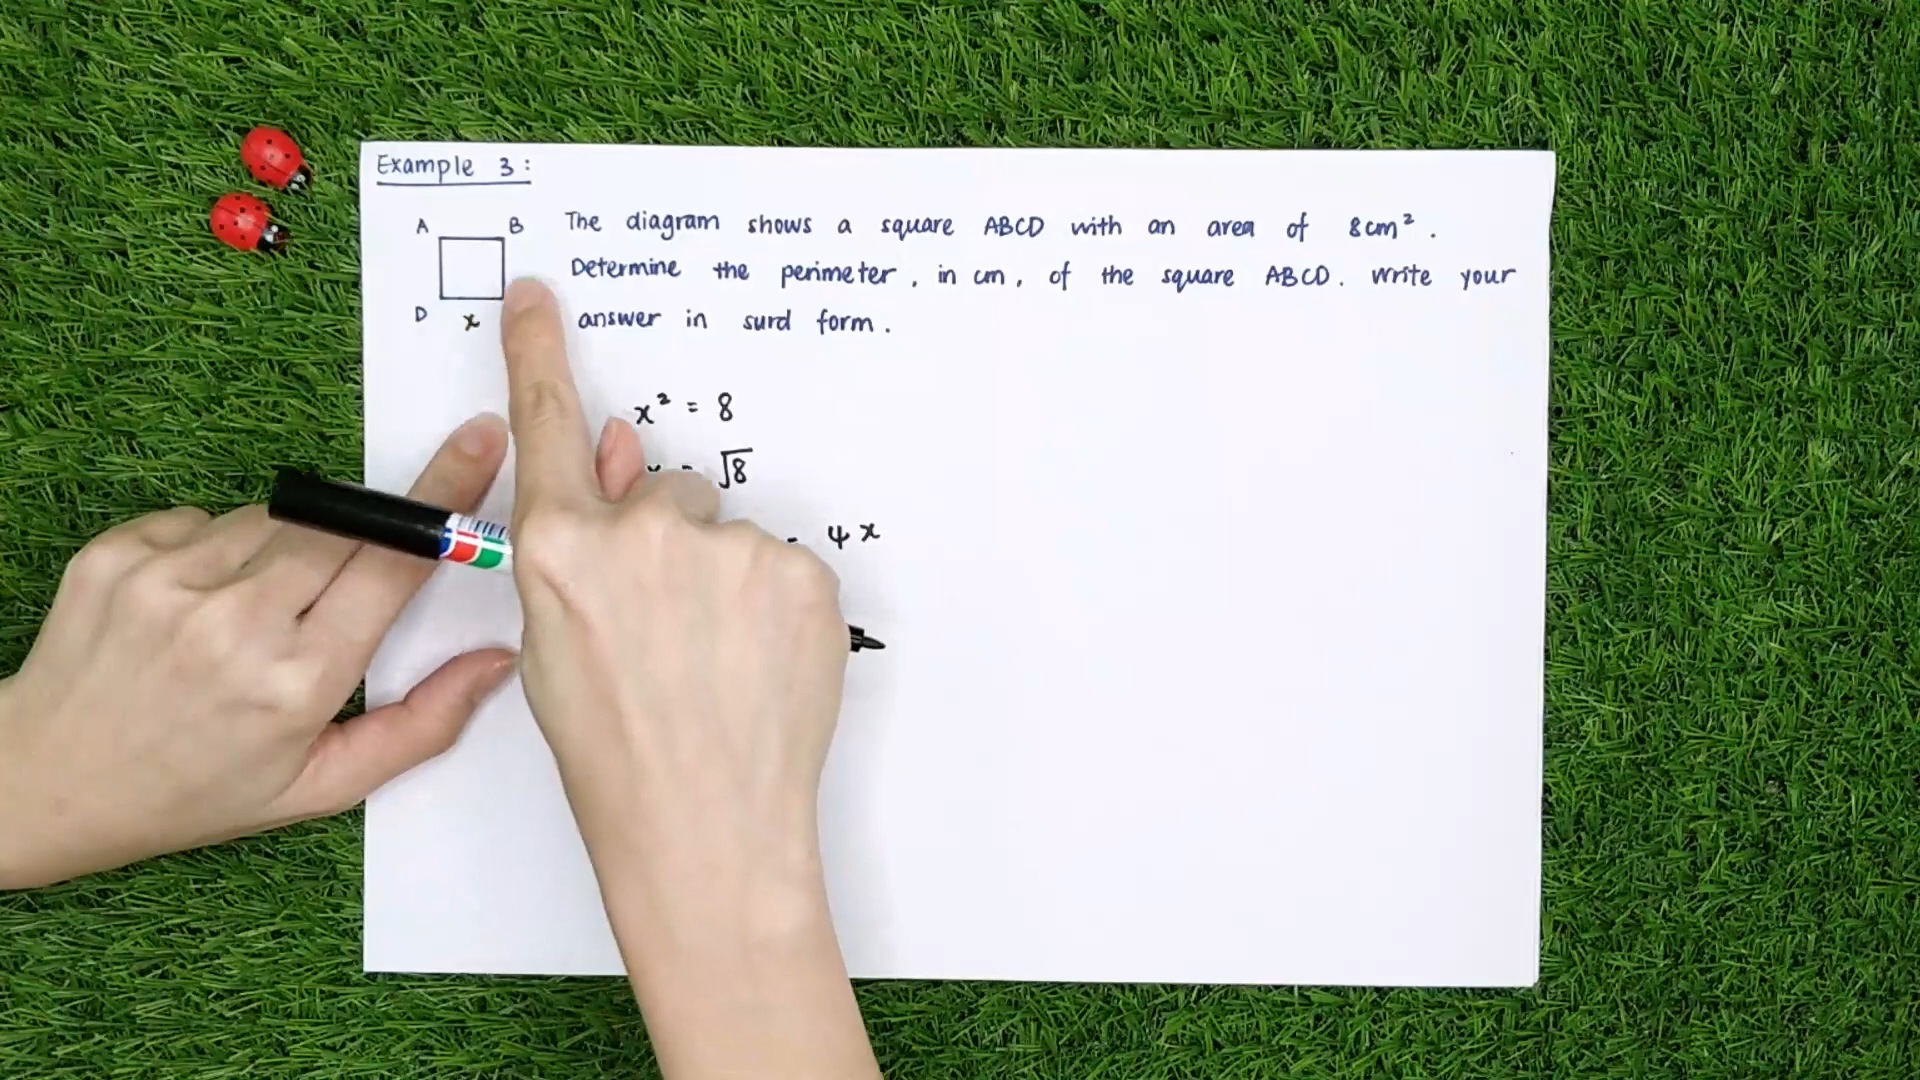 Example 3 :
A B
D x
The diagram shows a square ABCD with an area of 8cm².
Determine the perimeter, in cm, of the square ABCD. Write your
answer in surd form.
x² = 8
x = √8
= 4x